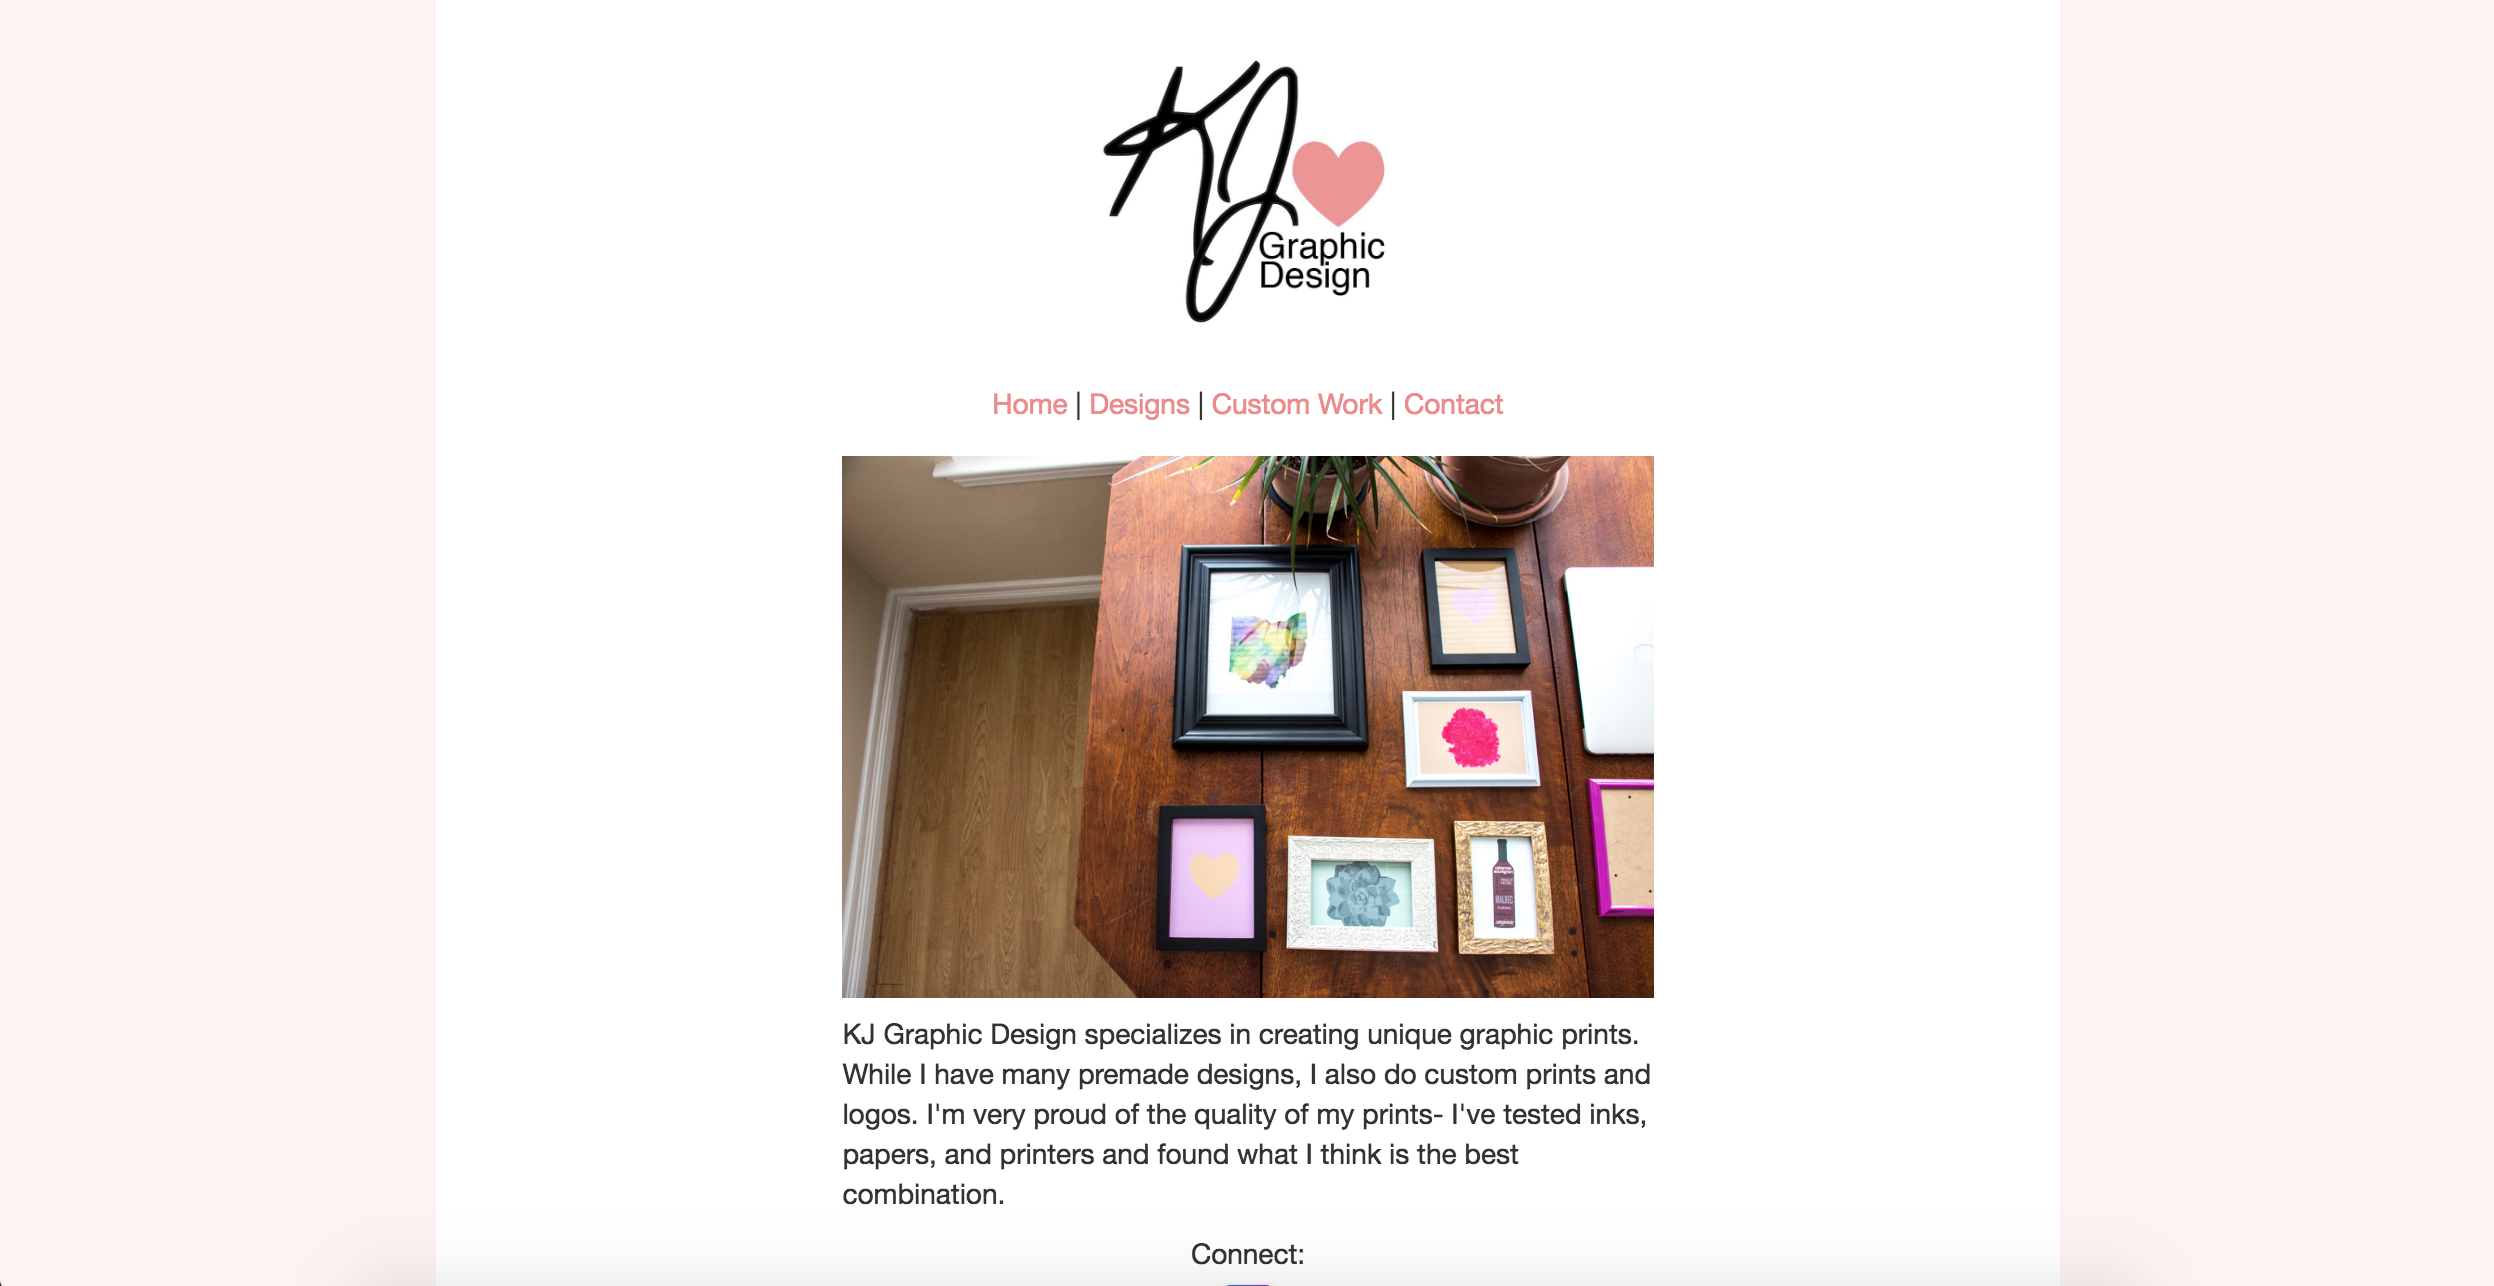 KJ
Graphic
Design
Home | Designs | Custom Work | Contact
MALBEC
KJ Graphic Design specializes in creating unique graphic prints.
While I have many premade designs, I also do custom prints and
logos. I'm very proud of the quality of my prints- I've tested inks,
papers, and printers and found what I think is the best
combination.
Connect: